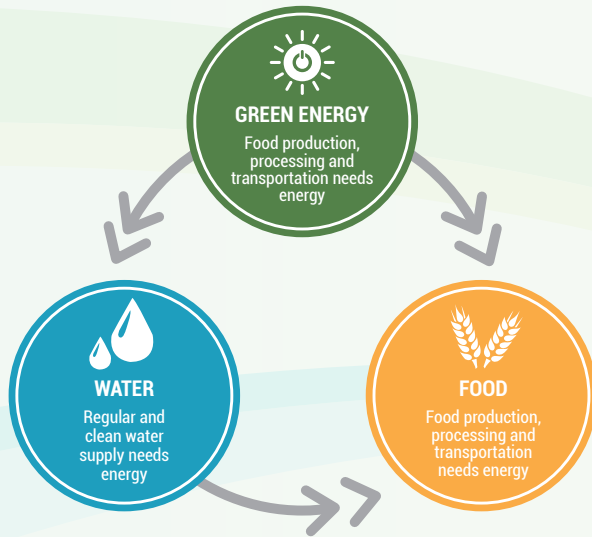 GREEN ENERGY
Food production,
processing and
transportation needs
energy
WATER
Regular and
clean water
supply needs
energy
FOOD
Food production,
processing and
transportation
needs energy